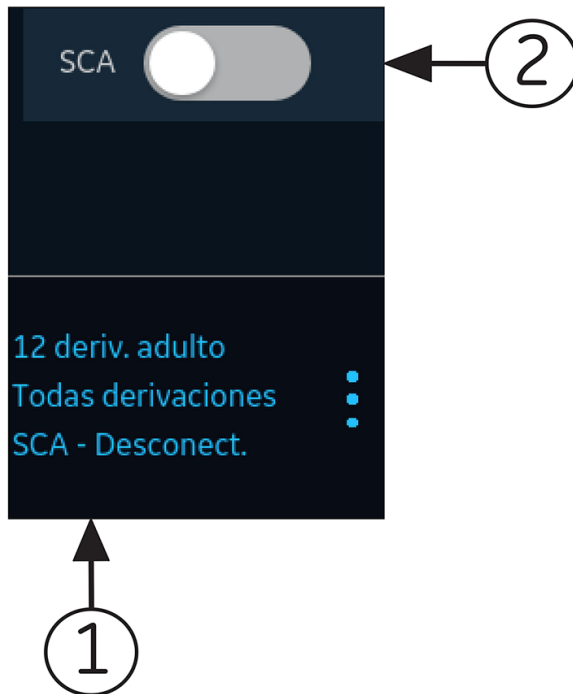 SCA
2
12 deriv. adulto
Todas derivaciones
SCA - Desconect.
1